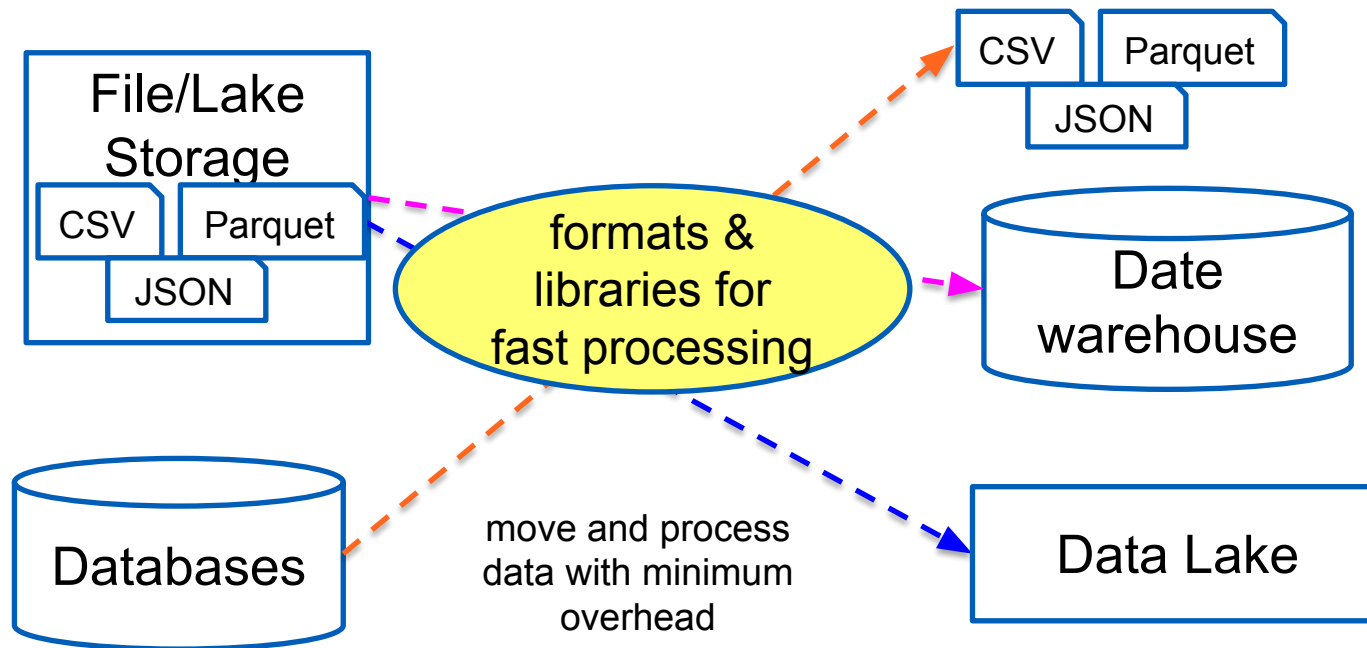 File/Lake
Storage
CSV
Parquet
JSON
formats &
libraries for
fast processing
CSV
Parquet
JSON
Date
warehouse
Databases
move and process
data with minimum
overhead
Data Lake